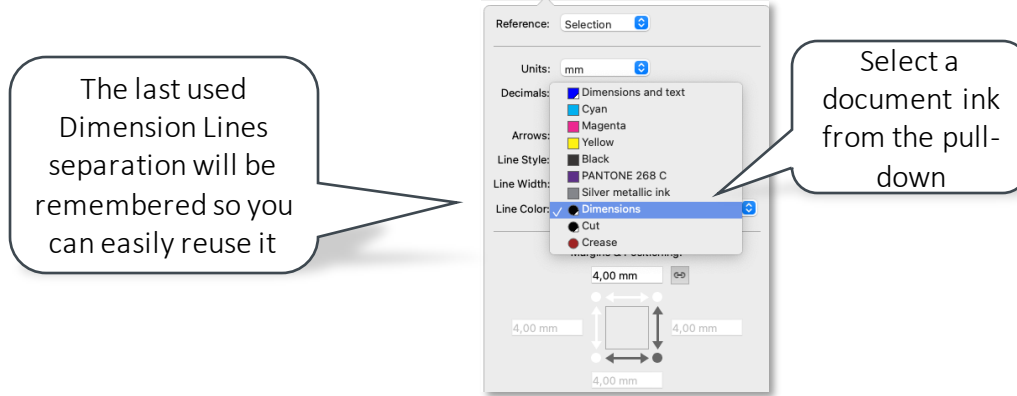 The last used
Dimension Lines
separation will be
remembered so you
can easily reuse it
Reference: Selection
Units: mm
Decimals:
Arrows:
Line Style:
Line Width:
Line Color:
Dimensions and text
Cyan
Magenta
Yellow
Black
PANTONE 268 C
Silver metallic ink
✓ Dimensions
Cut
Crease
Margins & Positioning:
4,00 mm
4,00 mm
4,00 mm
4,00 mm
Select a
document ink
from the pull-
down